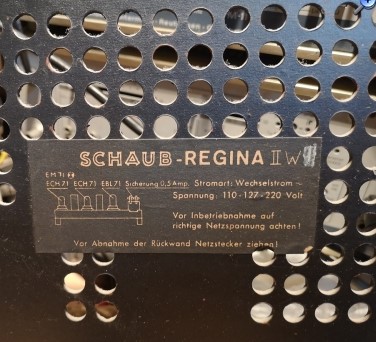 SCHAUB-REGINA II W
EM 71
ECH71 ECH71 EBL71 Sicherung 0,5 Amp. Stromart: Wechselstrom ~
Spannung: 110-127-220 Volt
Vor Inbetriebnahme auf
richtige Netzspannung achten!
Vor Abnahme der Rückwand Netzstecker ziehen!